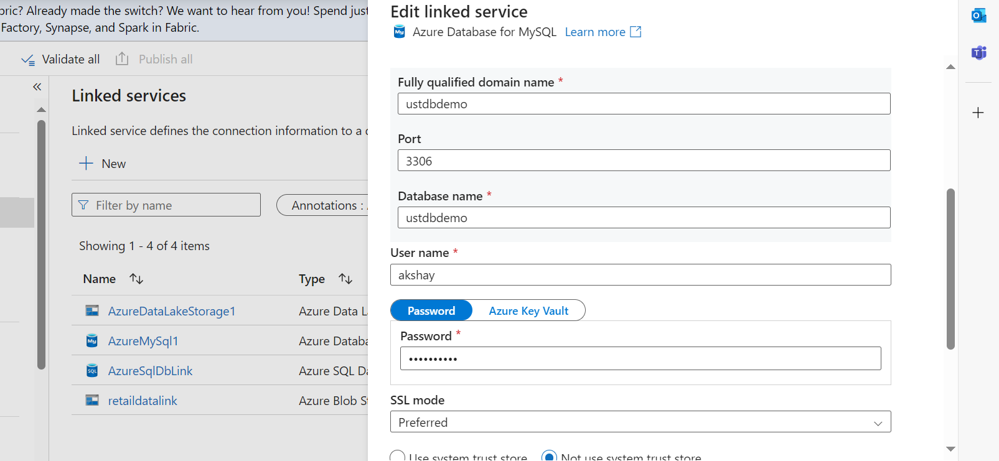 bric? Already made the switch? We want to hear from you! Spend just
Factory, Synapse, and Spark in Fabric.
Validate all
Publish all
«
Linked services
Linked service defines the connection information to a
+ New
Filter by name
Annotations :
Showing 1 - 4 of 4 items
Name
Type
AzureDataLakeStorage1
Azure Data L
AzureMySql1
Azure Databa
AzureSqlDbLink
Azure SQL Da
retaildatalink
Azure Blob St
Edit linked service
My
Azure Database for MySQL Learn more
Fully qualified domain name *
ustdbdemo
Port
3306
Database name *
ustdbdemo
User name *
akshay
Password
Azure Key Vault
Password *
••••••••••
SSL mode
Preferred
Use system trust store
Not use system trust store